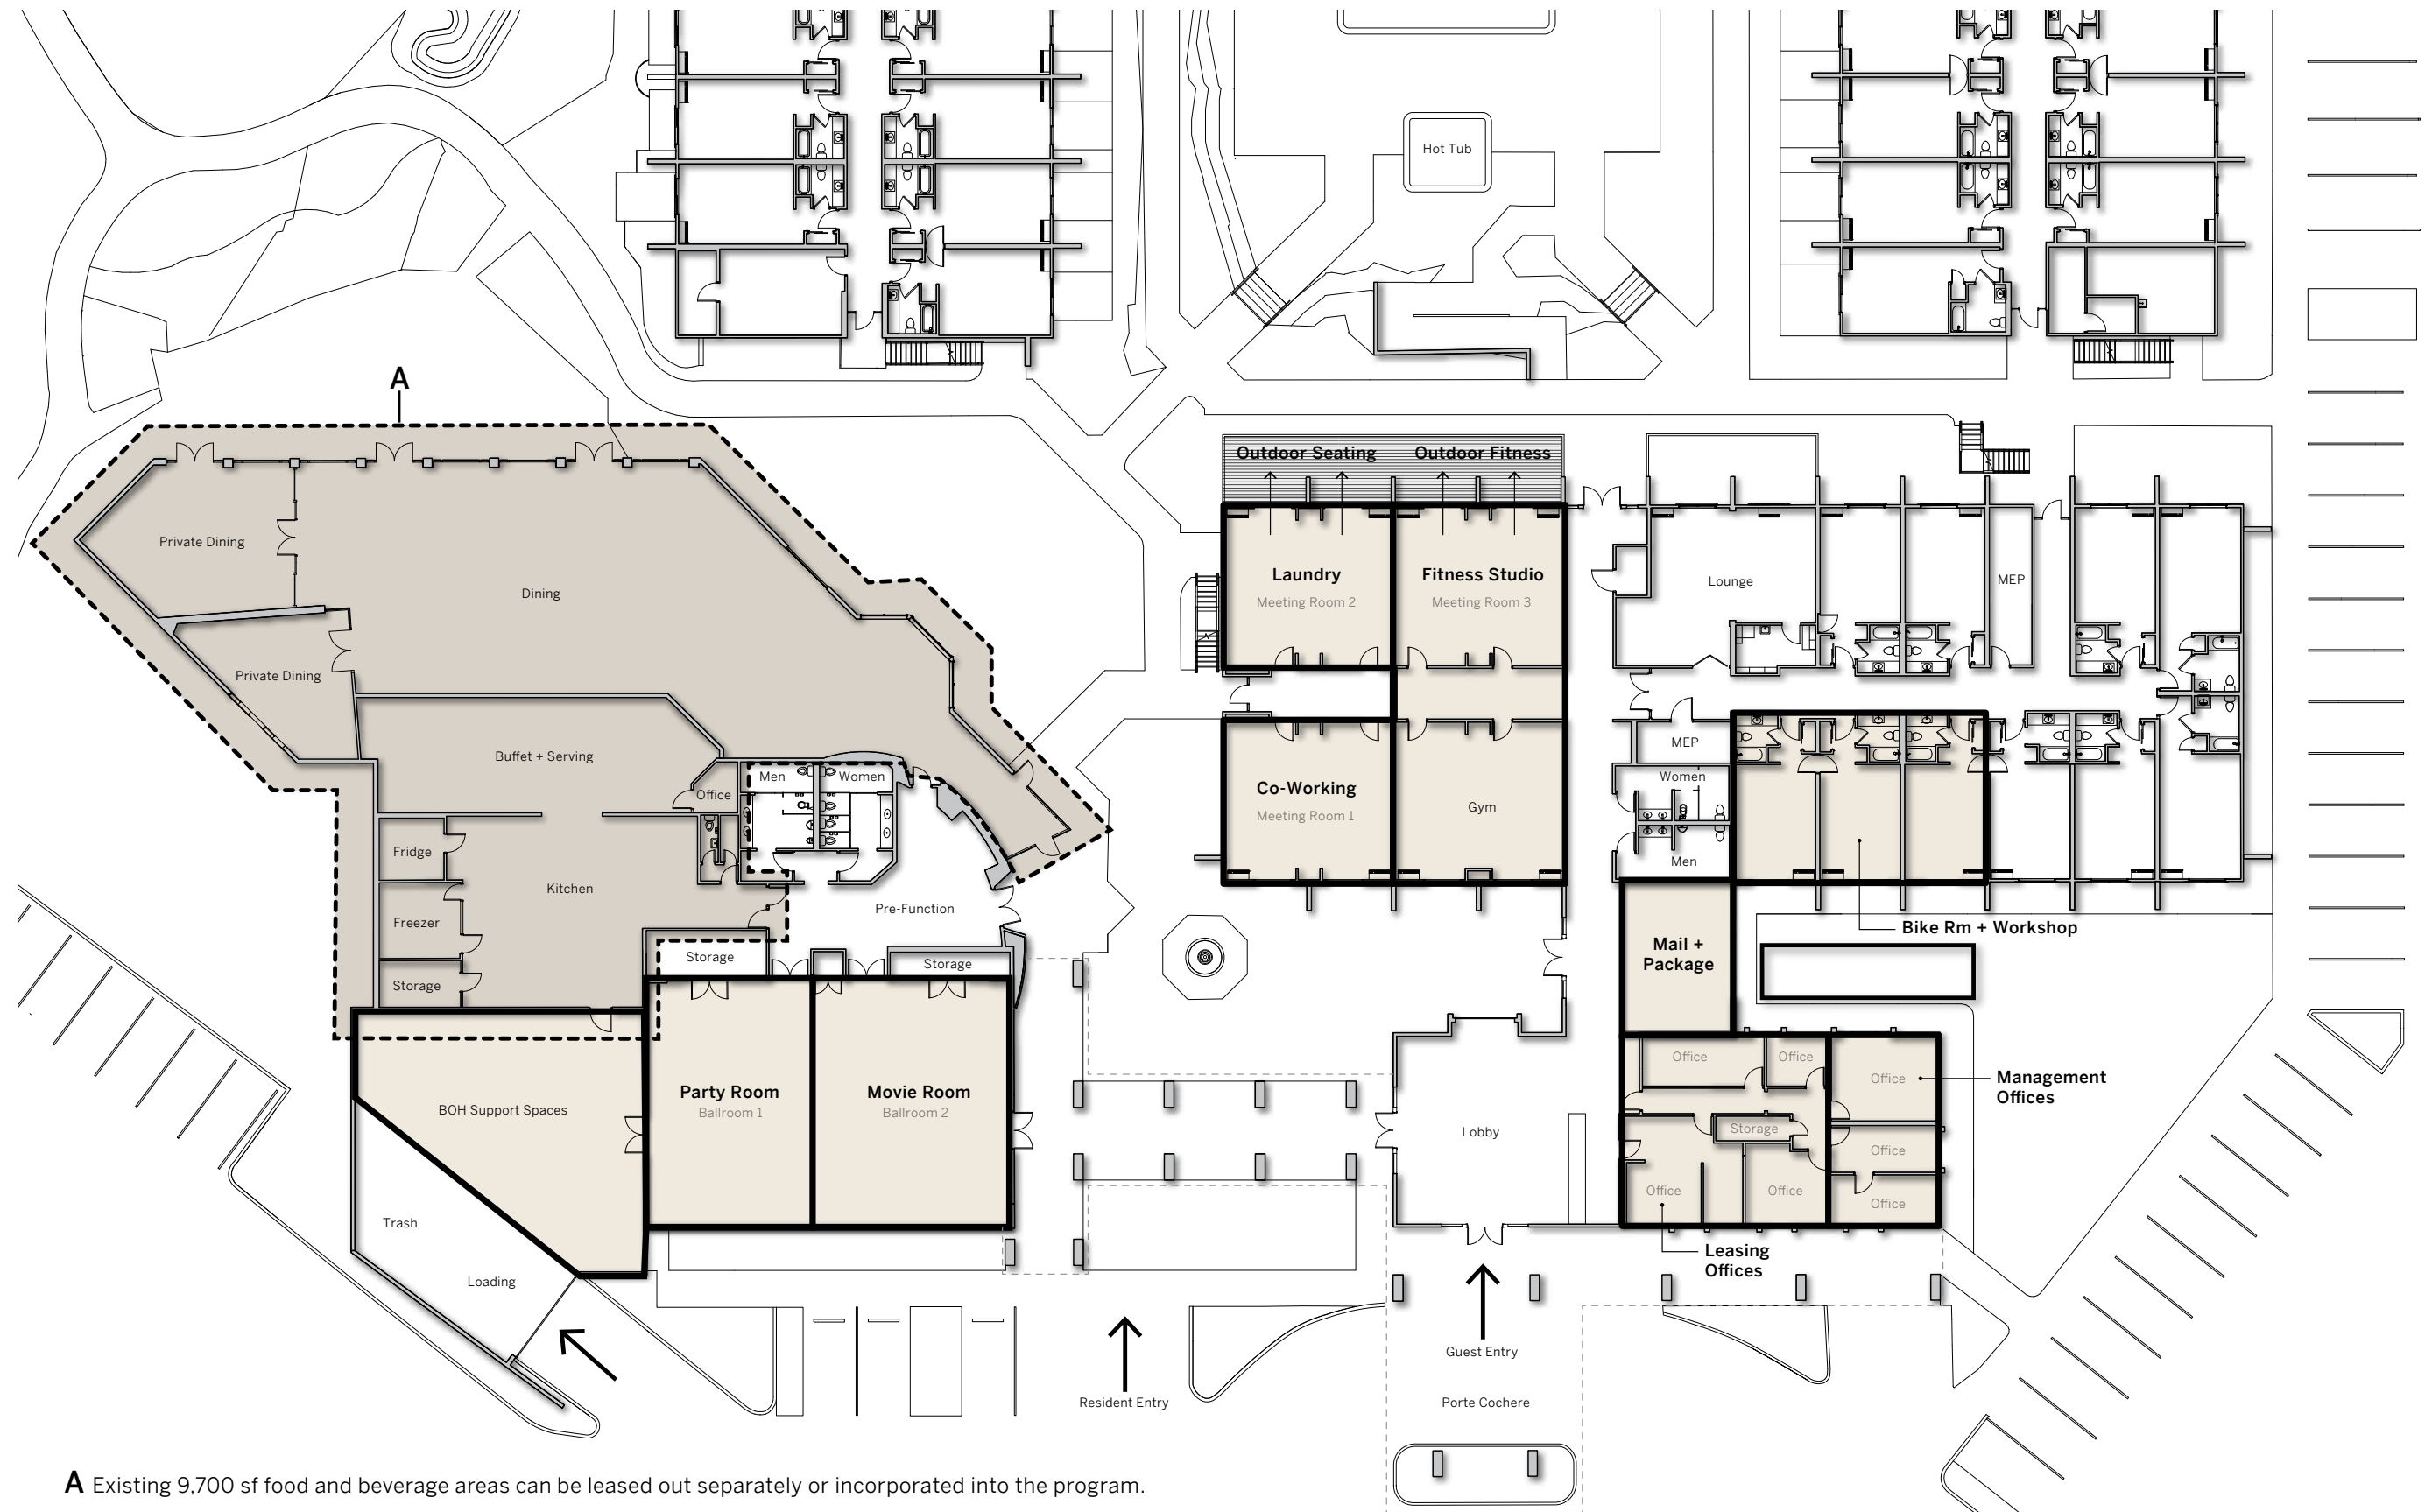 Hot Tub
A
Outdoor Seating
Outdoor Fitness
Private Dining
Dining
Laundry
Meeting Room 2
Fitness Studio
Meeting Room 3
Lounge
MEP
Private Dining
Buffet + Serving
Office
Men
Women
Co-Working
Meeting Room 1
Gym
MEP
Women
Men
Fridge
Kitchen
Freezer
Storage
Pre-Function
Storage
Storage
Bike Rm + Workshop
Mail +
Package
BOH Support Spaces
Party Room
Ballroom 1
Movie Room
Ballroom 2
Lobby
Office
Office
Office
Storage
Office
Office
Office
Office
Management
Offices
Trash
Loading
Leasing
Offices
Guest Entry
Resident Entry
Porte Cochere
A Existing 9,700 sf food and beverage areas can be leased out separately or incorporated into the program.